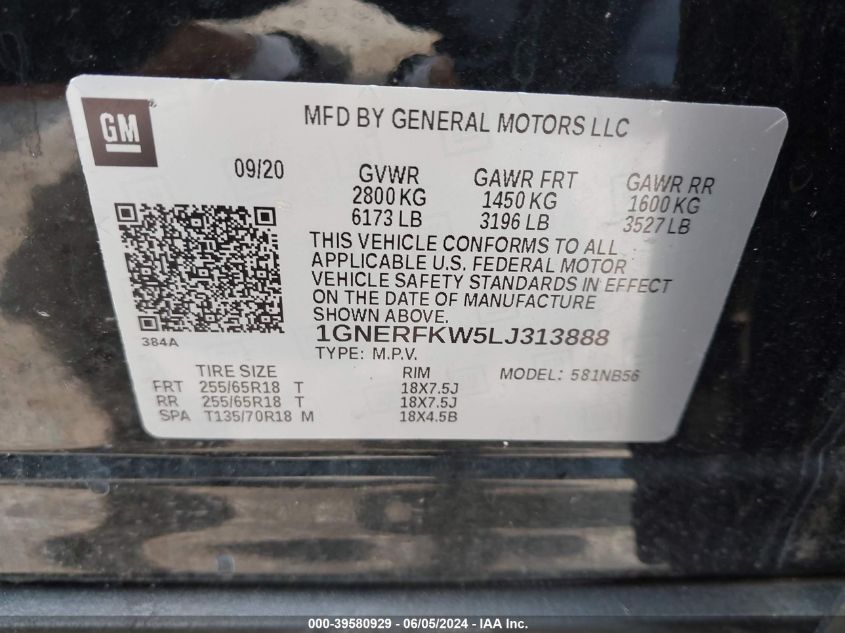 GM
®
MFD BY GENERAL MOTORS LLC
09/20
GVWR
2800 KG
6173 LB
GAWR FRT
1450 KG
3196 LB
GAWR RR
1600 KG
3527 LB
THIS VEHICLE CONFORMS TO ALL
APPLICABLE U.S. FEDERAL MOTOR
VEHICLE SAFETY STANDARDS IN EFFECT
ON THE DATE OF MANUFACTURE
SHOWN ABOVE.
384A
1GNERFKW5LJ313888
TYPE: M.P.V.
TIRE SIZE RIM MODEL: 581NB56
FRT 255/65R18 T 18X7.5J
RR 255/65R18 T 18X7.5J
SPA T135/70R18 M 18X4.5B
000-39580929 - 06/05/2024 - IAA Inc.